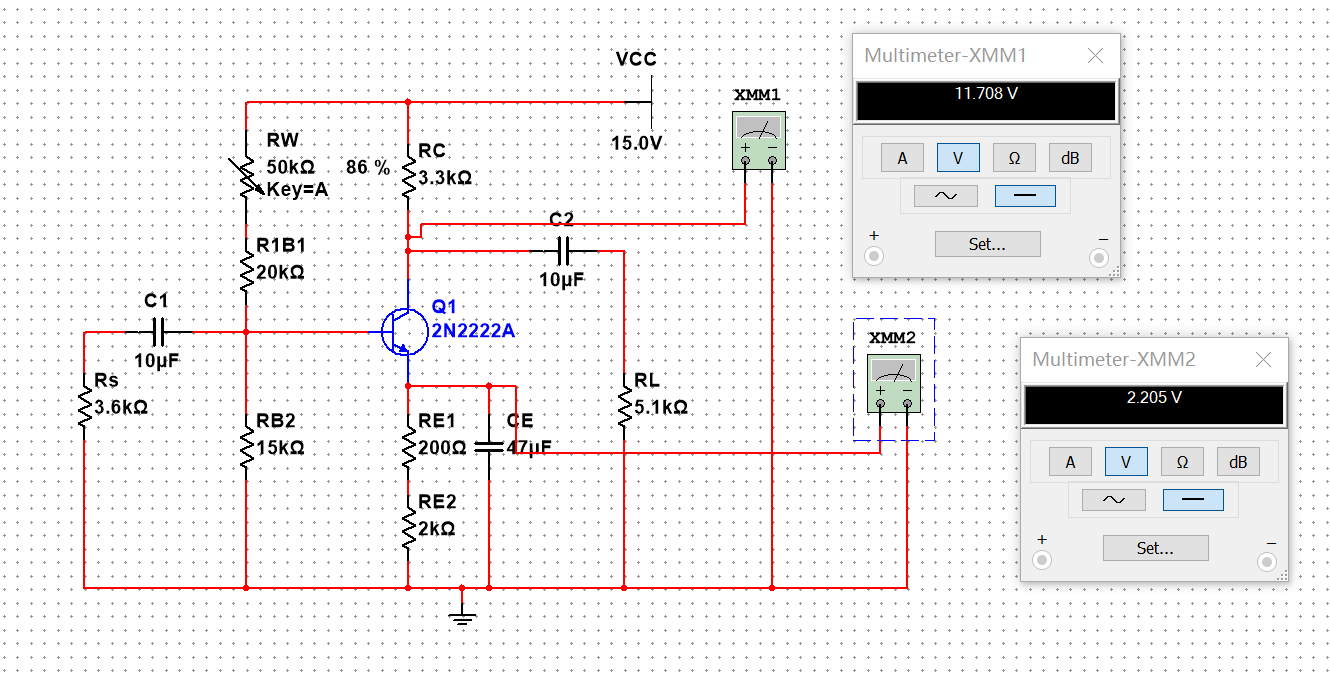 VCC
15.0V
RW
50kΩ
Key=A
86 %
RC
3.3kΩ
XMM1
+ −
C2
10µF
R1B1
20kΩ
C1
10µF
Q1
2N2222A
Rs
3.6kΩ
RB2
15kΩ
RE1
200Ω
CE
47µF
RE2
2kΩ
RL
5.1kΩ
XMM2
+ −
Multimeter-XMM1
11.708 V
A V Ω dB
Set...
+ −
Multimeter-XMM2
2.205 V
A V Ω dB
Set...
+ −